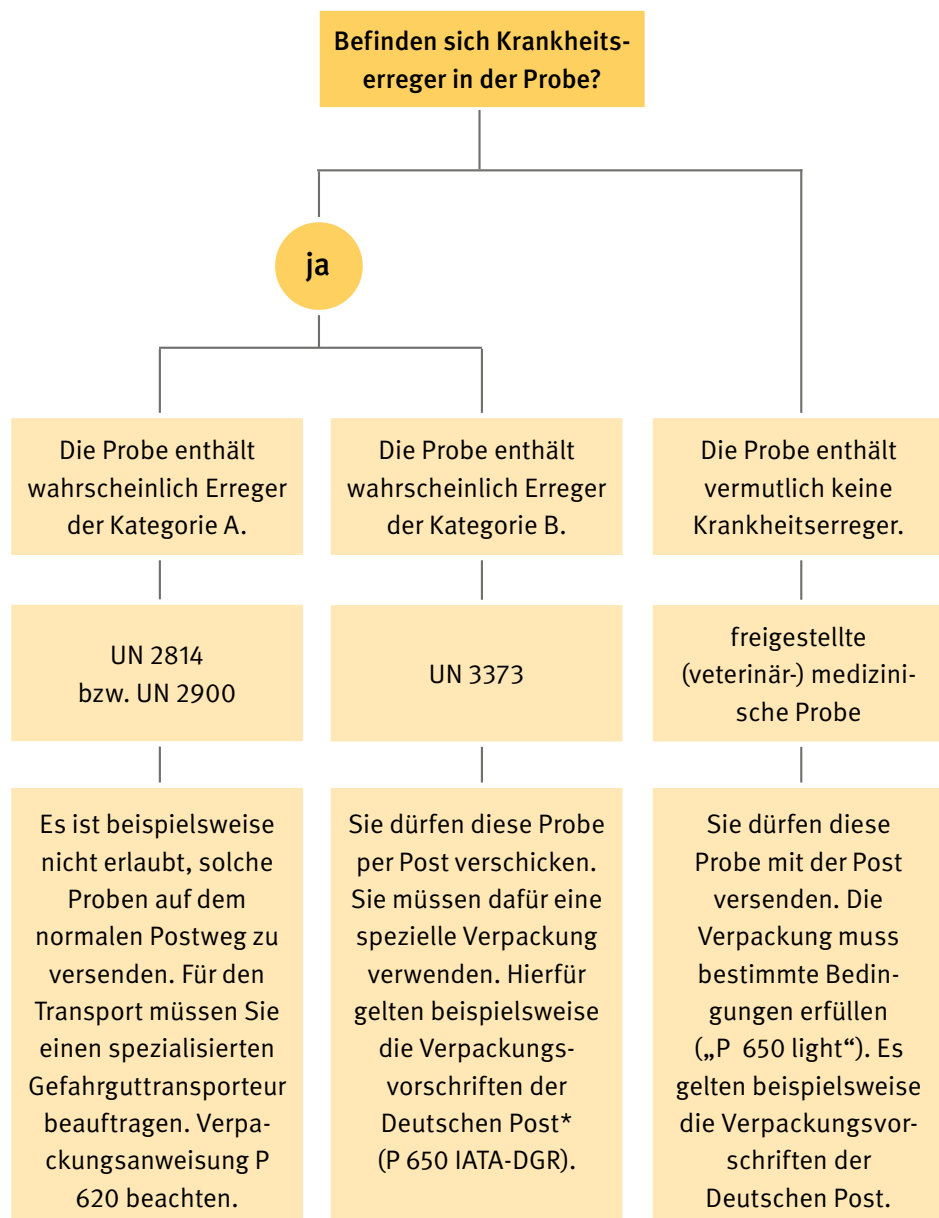 Befinden sich Krankheits-
erreger in der Probe?
ja
Die Probe enthält
wahrscheinlich Erreger
der Kategorie A.
Die Probe enthält
wahrscheinlich Erreger
der Kategorie B.
Die Probe enthält
vermutlich keine
Krankheitserreger.
UN 2814
bzw. UN 2900
UN 3373
freigestellte
(veterinär-) medizini-
sche Probe
Es ist beispielsweise
nicht erlaubt, solche
Proben auf dem
normalen Postweg zu
versenden. Für den
Transport müssen Sie
einen spezialisierten
Gefahrguttransporteur
beauftragen. Verpa-
ckungsanweisung P
620 beachten.
Sie dürfen diese Probe
per Post verschicken.
Sie müssen dafür eine
spezielle Verpackung
verwenden. Hierfür
gelten beispielsweise
die Verpackungs-
vorschriften der
Deutschen Post*
(P 650 IATA-DGR).
Sie dürfen diese
Probe mit der Post
versenden. Die
Verpackung muss
bestimmte Bedin-
gungen erfüllen
(„P 650 light“). Es
gelten beispielsweise
die Verpackungsvor-
schriften der
Deutschen Post.